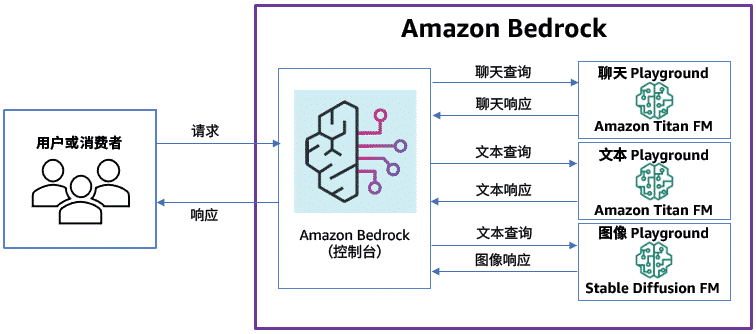 Amazon Bedrock
用户或消费者
请求
响应
Amazon Bedrock
（控制台）
聊天查询
聊天响应
文本查询
文本响应
文本查询
图像响应
聊天 Playground
Amazon Titan FM
文本 Playground
Amazon Titan FM
图像 Playground
Stable Diffusion FM